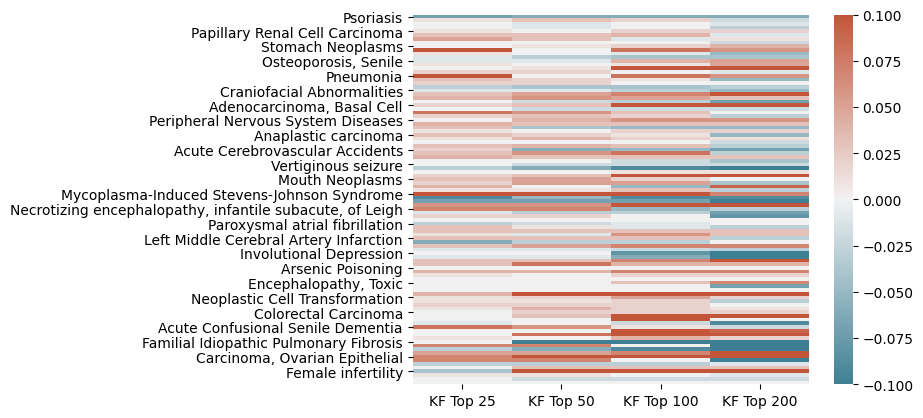 Psoriasis
Papillary Renal Cell Carcinoma
Stomach Neoplasms
Osteoporosis, Senile
Pneumonia
Craniofacial Abnormalities
Adenocarcinoma, Basal Cell
Peripheral Nervous System Diseases
Anaplastic carcinoma
Acute Cerebrovascular Accidents
Vertiginous seizure
Mouth Neoplasms
Mycoplasma-Induced Stevens-Johnson Syndrome
Necrotizing encephalopathy, infantile subacute, of Leigh
Paroxysmal atrial fibrillation
Left Middle Cerebral Artery Infarction
Involutional Depression
Arsenic Poisoning
Encephalopathy, Toxic
Neoplastic Cell Transformation
Colorectal Carcinoma
Acute Confusional Senile Dementia
Familial Idiopathic Pulmonary Fibrosis
Carcinoma, Ovarian Epithelial
Female infertility
KF Top 25 KF Top 50 KF Top 100 KF Top 200
0.100
0.075
0.050
0.025
0.000
−0.025
−0.050
−0.075
−0.100